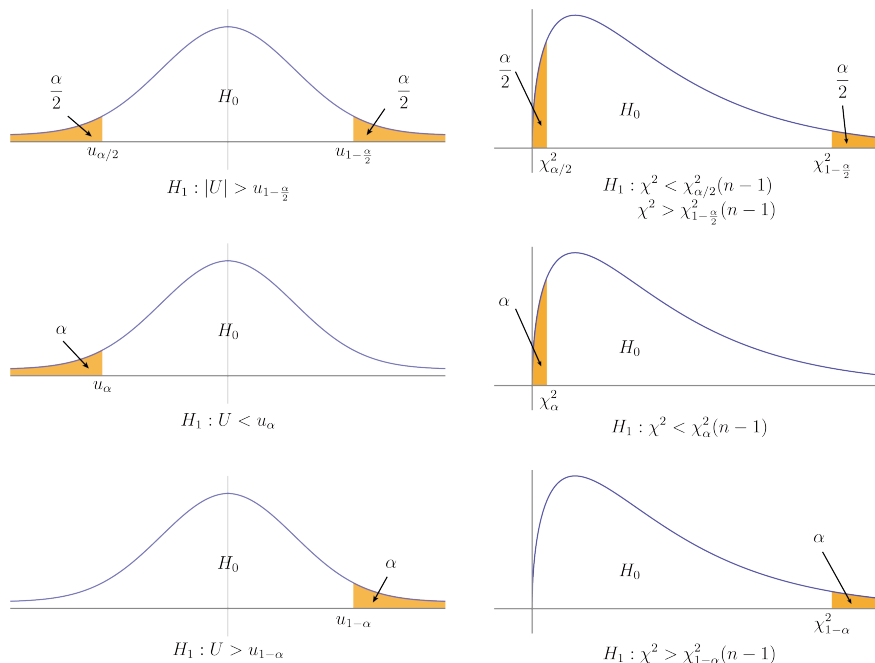 α/2
α/2
H₀
u_{α/2}
u_{1−α/2}
H₁ : |U| > u_{1−α/2}
α/2
α/2
H₀
χ²_{α/2}
χ²_{1−α/2}
H₁ : χ² < χ²_{α/2}(n − 1)
χ² > χ²_{1−α/2}(n − 1)
α
H₀
u_α
H₁ : U < u_α
α
H₀
χ²_α
H₁ : χ² < χ²_α(n − 1)
H₀
α
u_{1−α}
H₁ : U > u_{1−α}
α
H₀
χ²_{1−α}
H₁ : χ² > χ²_{1−α}(n − 1)